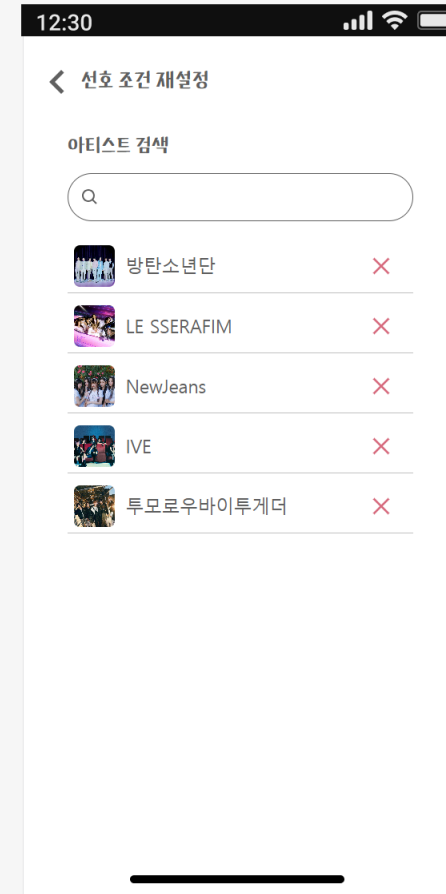 12:30
선호 조건 재설정
아티스트 검색
방탄소년단
LE SSERAFIM
NewJeans
IVE
투모로우바이투게더